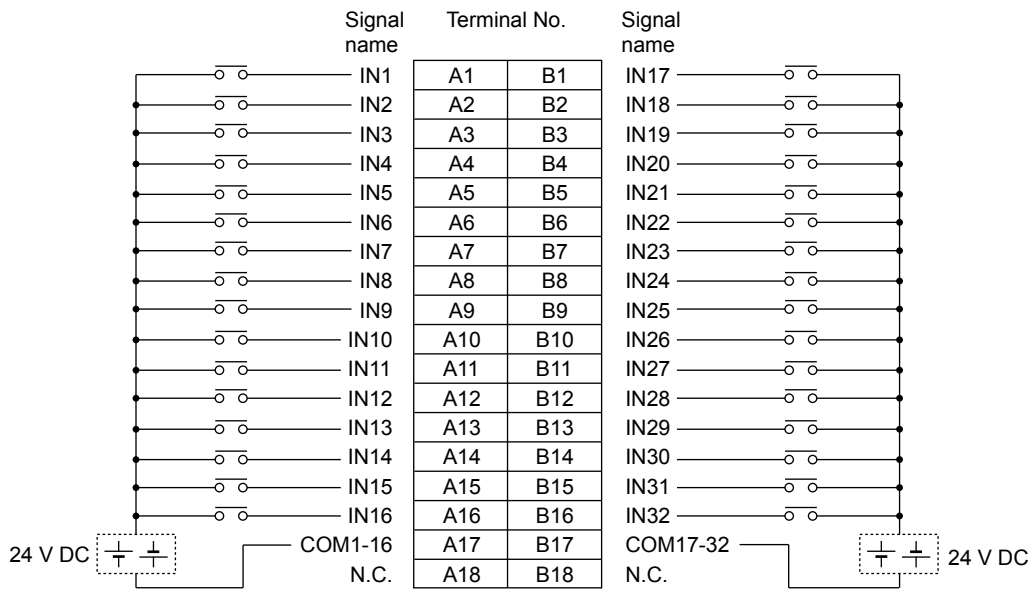 Signal name Terminal No. Signal name
IN1 A1 B1 IN17
IN2 A2 B2 IN18
IN3 A3 B3 IN19
IN4 A4 B4 IN20
IN5 A5 B5 IN21
IN6 A6 B6 IN22
IN7 A7 B7 IN23
IN8 A8 B8 IN24
IN9 A9 B9 IN25
IN10 A10 B10 IN26
IN11 A11 B11 IN27
IN12 A12 B12 IN28
IN13 A13 B13 IN29
IN14 A14 B14 IN30
IN15 A15 B15 IN31
IN16 A16 B16 IN32
24 V DC COM1-16 A17 B17 COM17-32 24 V DC
N.C. A18 B18 N.C.